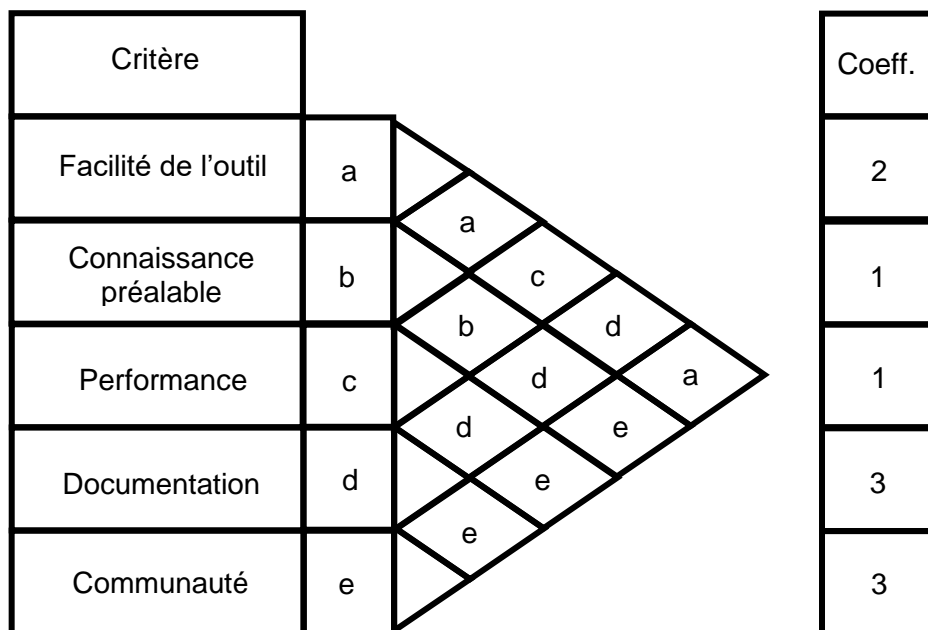 Critère
Coeff.
Facilité de l’outil
a
2
a
Connaissance
préalable
b
c
1
b
d
Performance
c
d
a
1
d
e
Documentation
d
e
3
e
Communauté
e
3